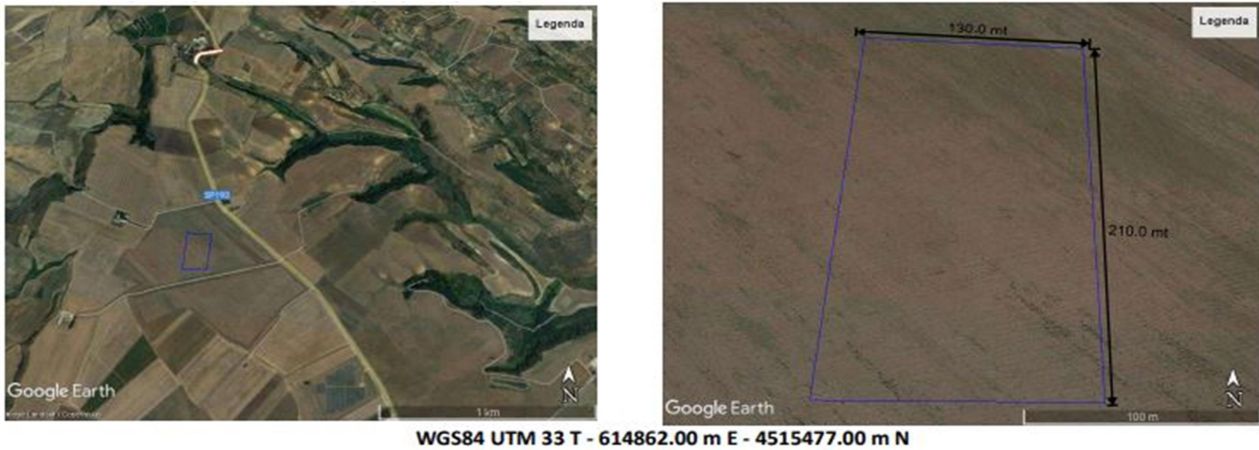 Legenda
SP193
Google Earth
N
1 km
Legenda
130.0 mt
210.0 mt
Google Earth
N
100 m
WGS84 UTM 33 T - 614862.00 m E - 4515477.00 m N